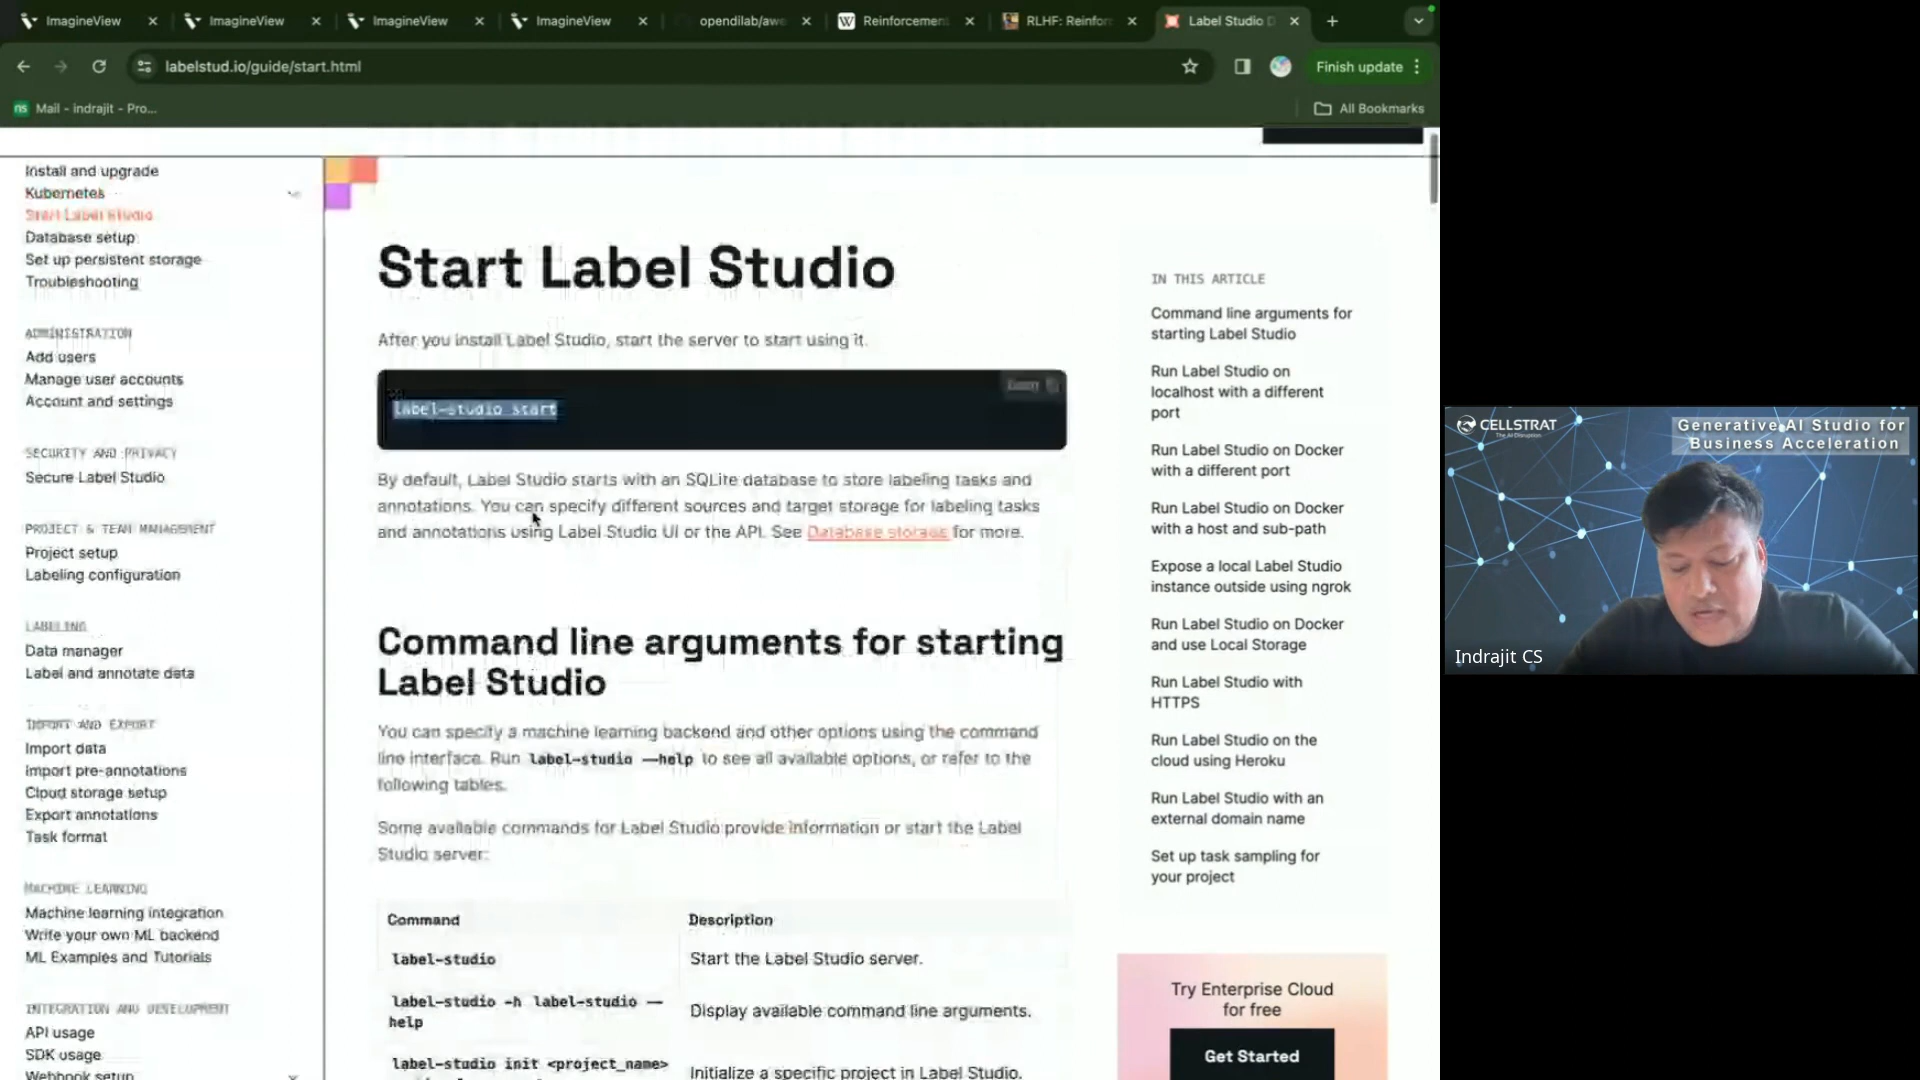 ImagineView
ImagineView
ImagineView
ImagineView
opendilab/awe
Reinforcemen
RLHF: Reinfor
Label Studio D
labelstud.io/guide/start.html
Finish update
ns Mail - indrajit - Pro...
All Bookmarks
Install and upgrade
Kubernetes
Start Label Studio
Database setup
Set up persistent storage
Troubleshooting
ADMINISTRATION
Add users
Manage user accounts
Account and settings
SECURITY AND PRIVACY
Secure Label Studio
PROJECT & TEAM MANAGEMENT
Project setup
Labeling configuration
LABELING
Data manager
Label and annotate data
IMPORT AND EXPORT
Import data
Import pre-annotations
Cloud storage setup
Export annotations
Task format
MACHINE LEARNING
Machine learning integration
Write your own ML backend
ML Examples and Tutorials
INTEGRATION AND DEVELOPMENT
API usage
SDK usage
Webhook setup
Start Label Studio
After you install Label Studio, start the server to start using it.
Copy
label-studio start
By default, Label Studio starts with an SQLite database to store labeling tasks and
annotations. You can specify different sources and target storage for labeling tasks
and annotations using Label Studio UI or the API. See Database storage for more.
Command line arguments for starting
Label Studio
You can specify a machine learning backend and other options using the command
line interface. Run label-studio --help to see all available options, or refer to the
following tables.
Some available commands for Label Studio provide information or start the Label
Studio server:
Command Description
label-studio Start the Label Studio server.
label-studio -h label-studio --
help
Display available command line arguments.
label-studio init <project_name>
Initialize a specific project in Label Studio.
IN THIS ARTICLE
Command line arguments for
starting Label Studio
Run Label Studio on
localhost with a different
port
Run Label Studio on Docker
with a different port
Run Label Studio on Docker
with a host and sub-path
Expose a local Label Studio
instance outside using ngrok
Run Label Studio on Docker
and use Local Storage
Run Label Studio with
HTTPS
Run Label Studio on the
cloud using Heroku
Run Label Studio with an
external domain name
Set up task sampling for
your project
Try Enterprise Cloud
for free
Get Started
CELLSTRAT
Generative AI Studio for
Business Acceleration
Indrajit CS